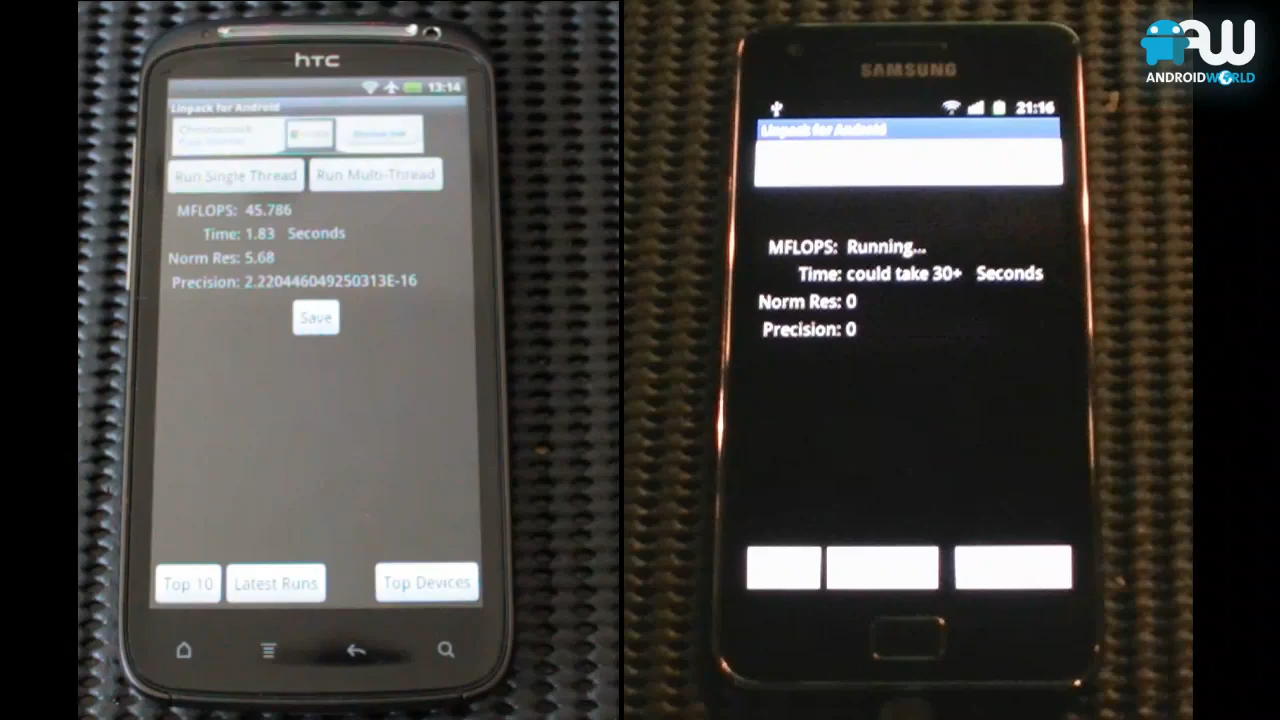 hTC
13:14
Linpack for Android
Run Single Thread
Run Multi-Thread
MFLOPS: 45.786
Time: 1.83 Seconds
Norm Res: 5.68
Precision: 2.220446049250313E-16
Save
Top 10
Latest Runs
Top Devices
SAMSUNG
21:16
Linpack for Android
MFLOPS: Running...
Time: could take 30+ Seconds
Norm Res: 0
Precision: 0
AW
ANDROIDWORLD